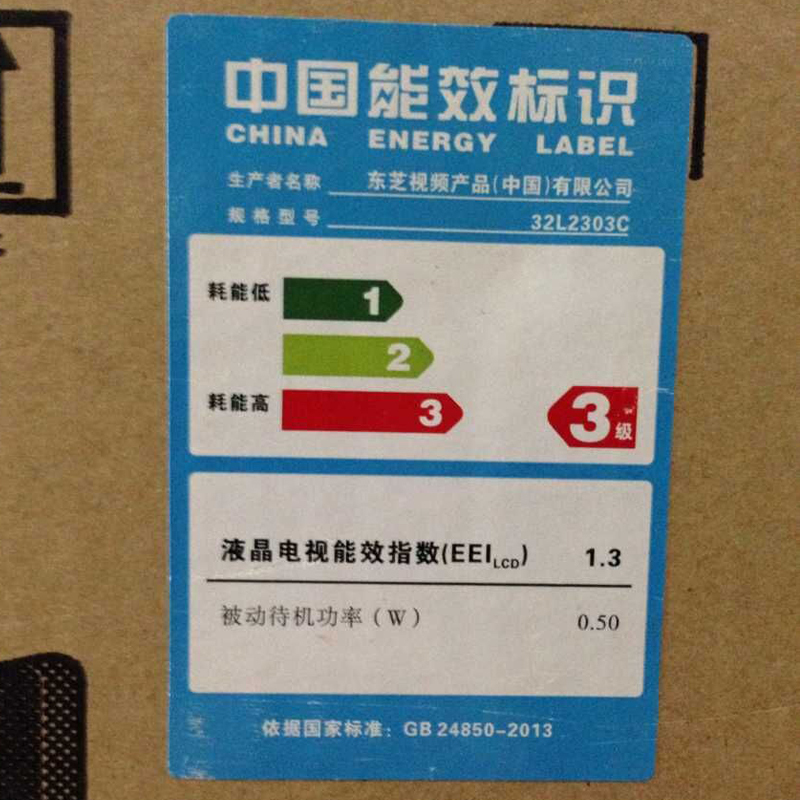 中国能效标识
CHINA ENERGY LABEL
生产者名称 东芝视频产品(中国)有限公司
规格型号 32L2303C
耗能低 1
2
耗能高 3
3级
液晶电视能效指数(EEILCD) 1.3
被动待机功率(W) 0.50
依据国家标准: GB 24850-2013